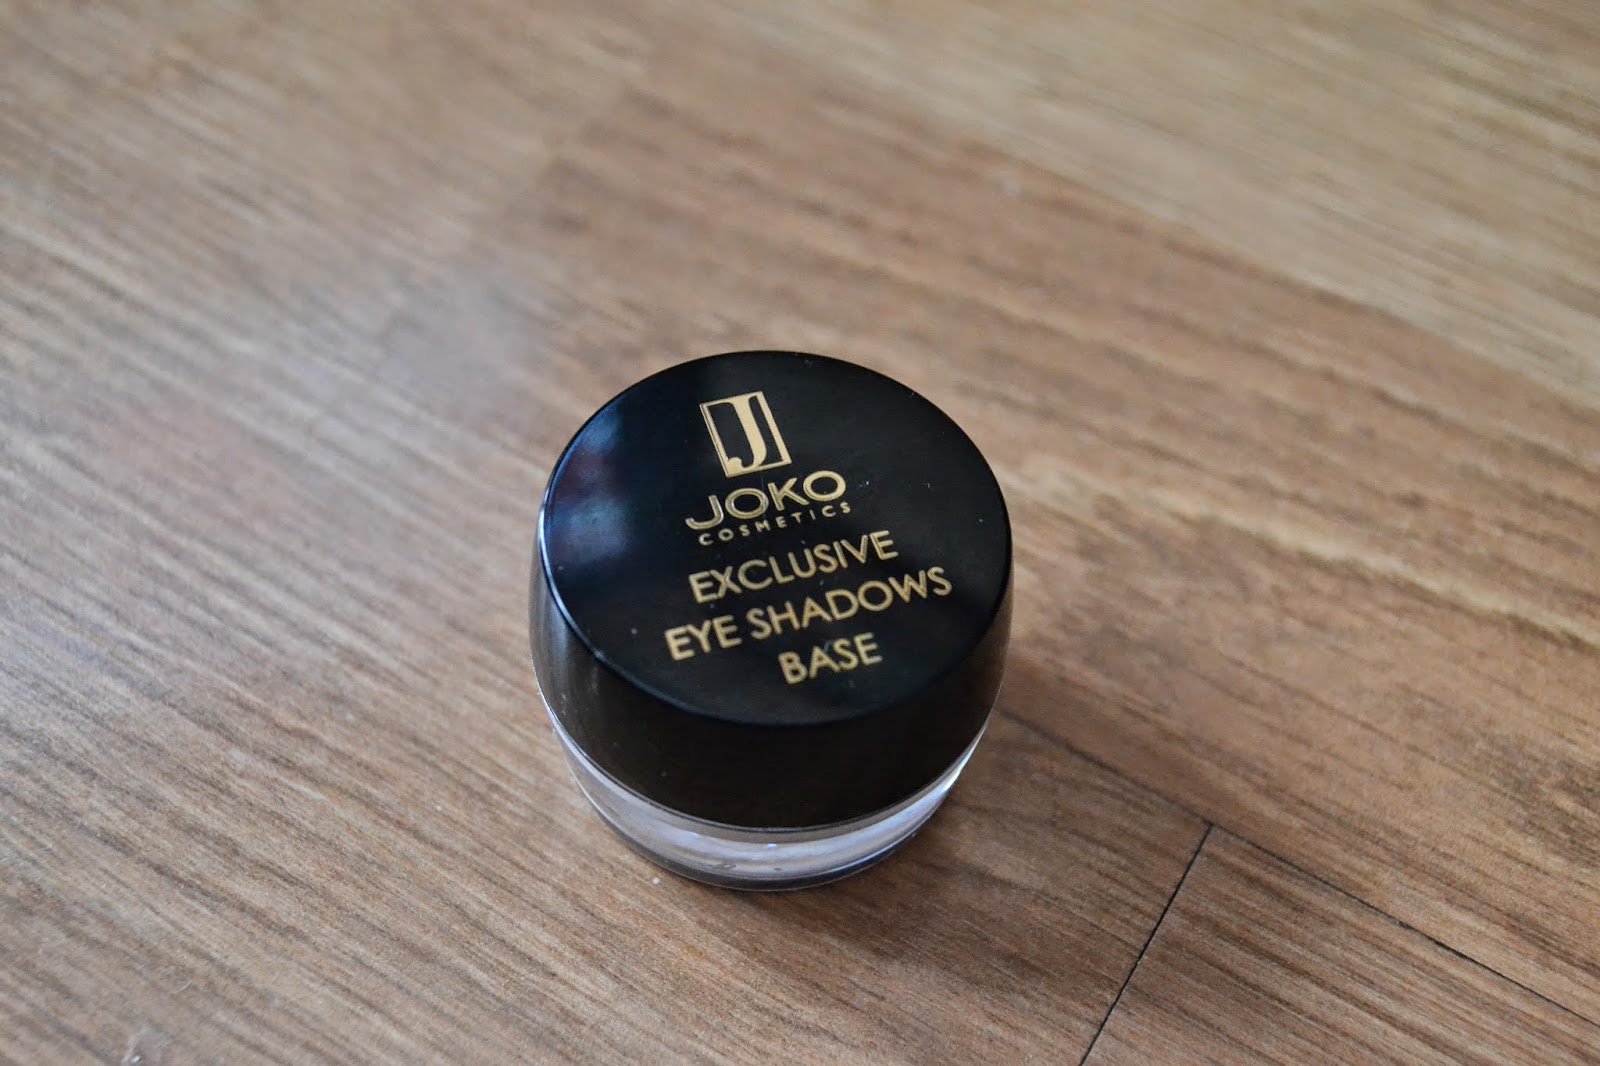 J
JOKO
COSMETICS
EXCLUSIVE
EYE SHADOWS
BASE